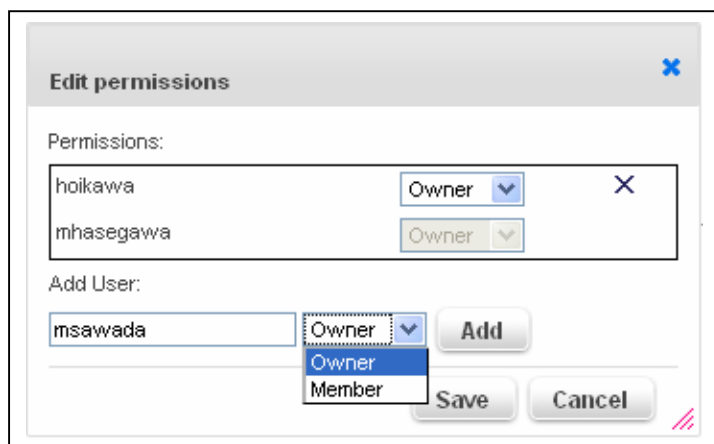 Edit permissions
Permissions:
hoikawa Owner
mhasegawa Owner
Add User:
msawada Owner Add
Owner
Member
Save Cancel